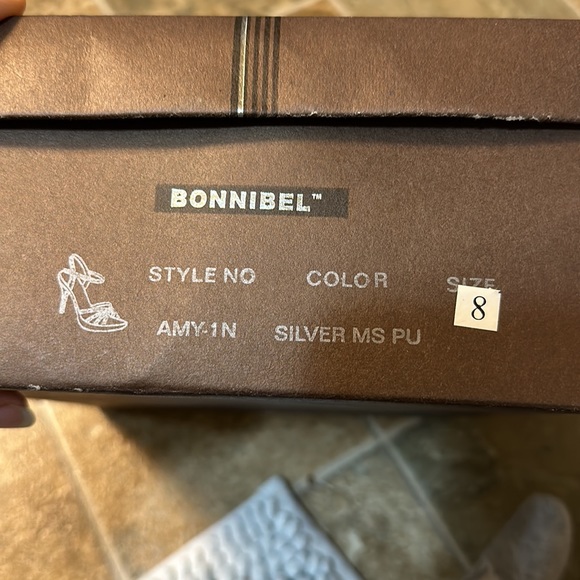 BONNIBEL™
STYLE NO COLOR SIZE
AMY-1N SILVER MS PU 8